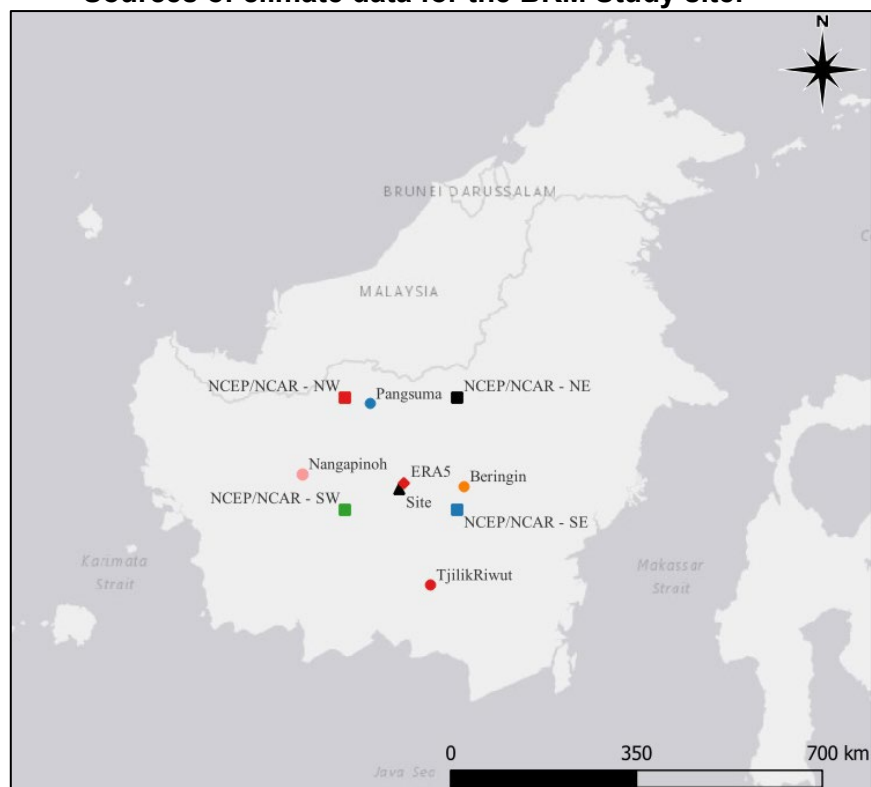 Sources of climate data for the BRM Study site.
N
BRUNEI DARUSSALAM
MALAYSIA
NCEP/NCAR - NW
Pangsuma
NCEP/NCAR - NE
Nangapinoh
ERA5
Beringin
NCEP/NCAR - SW
Site
NCEP/NCAR - SE
Karimata
Strait
Makassar
Strait
TjilikRiwut
0 350 700 km
Java Sea